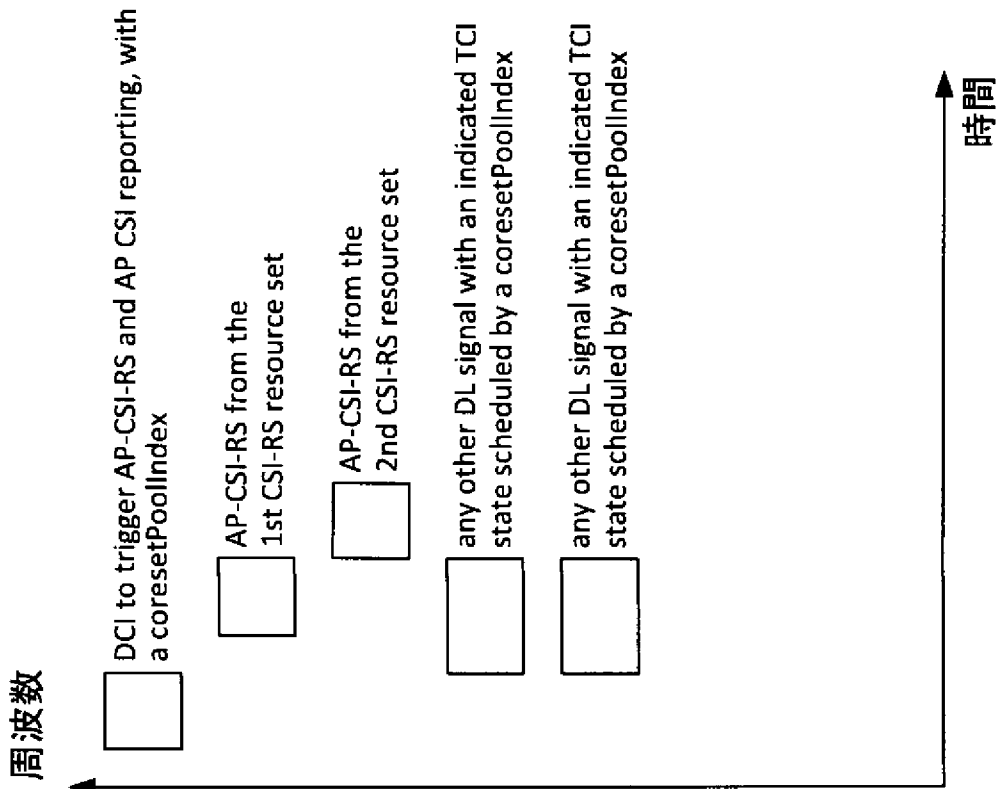 周波数
DCI to trigger AP-CSI-RS and AP CSI reporting, with
a coresetPoolIndex
AP-CSI-RS from the
1st CSI-RS resource set
AP-CSI-RS from the
2nd CSI-RS resource set
any other DL signal with an indicated TCI
state scheduled by a coresetPoolIndex
any other DL signal with an indicated TCI
state scheduled by a coresetPoolIndex
時間